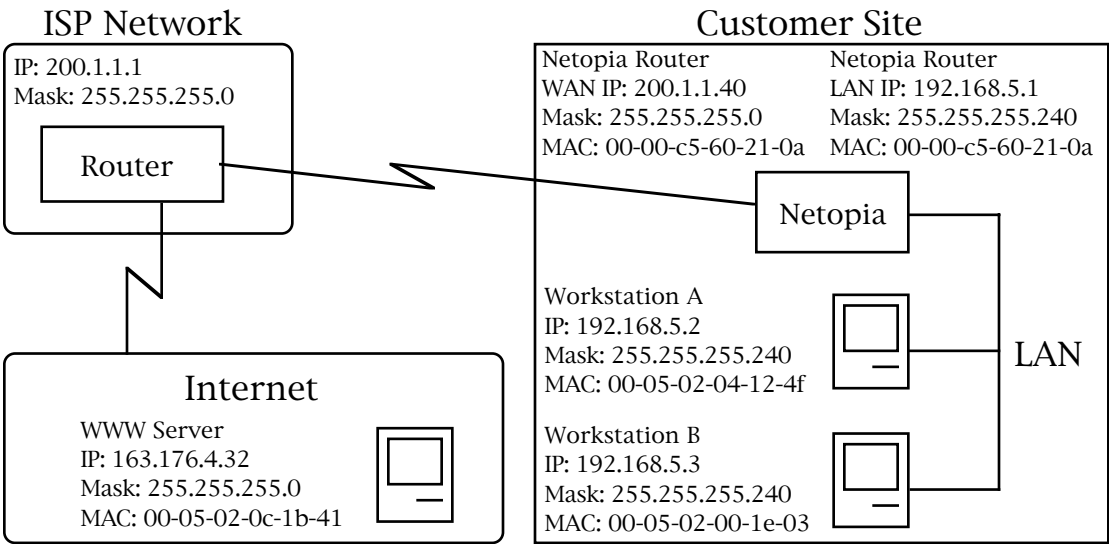 ISP Network
IP: 200.1.1.1
Mask: 255.255.255.0
Router
Customer Site
Netopia Router
WAN IP: 200.1.1.40
Mask: 255.255.255.0
MAC: 00-00-c5-60-21-0a
Netopia Router
LAN IP: 192.168.5.1
Mask: 255.255.255.240
MAC: 00-00-c5-60-21-0a
Netopia
Workstation A
IP: 192.168.5.2
Mask: 255.255.255.240
MAC: 00-05-02-04-12-4f
LAN
Workstation B
IP: 192.168.5.3
Mask: 255.255.255.240
MAC: 00-05-02-00-1e-03
Internet
WWW Server
IP: 163.176.4.32
Mask: 255.255.255.0
MAC: 00-05-02-0c-1b-41